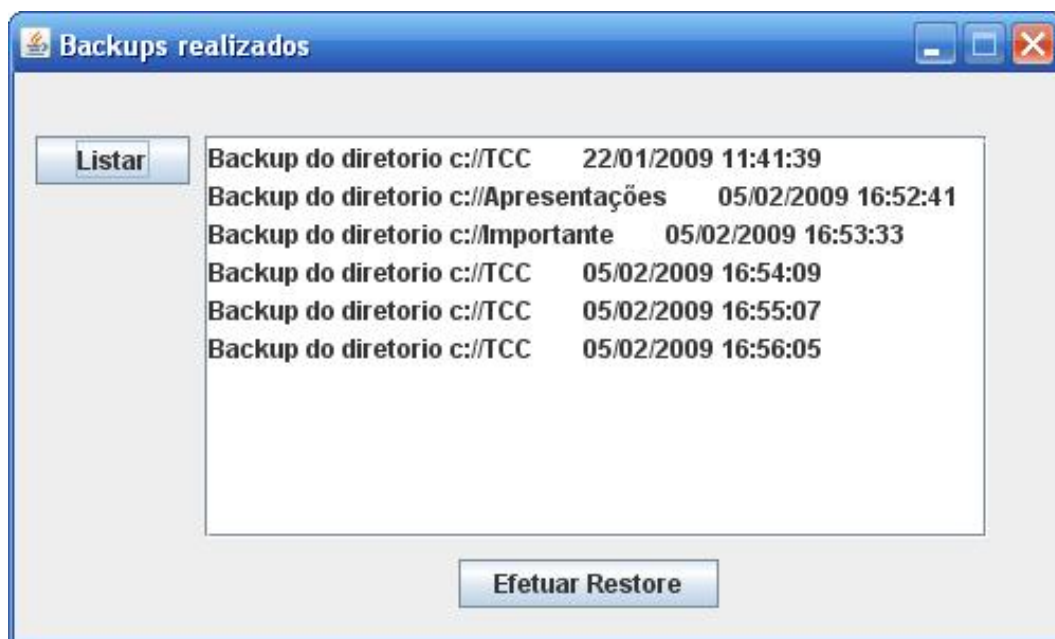 Backups realizados
Listar
Backup do diretorio c://TCC 22/01/2009 11:41:39
Backup do diretorio c://Apresentações 05/02/2009 16:52:41
Backup do diretorio c://Importante 05/02/2009 16:53:33
Backup do diretorio c://TCC 05/02/2009 16:54:09
Backup do diretorio c://TCC 05/02/2009 16:55:07
Backup do diretorio c://TCC 05/02/2009 16:56:05
Efetuar Restore